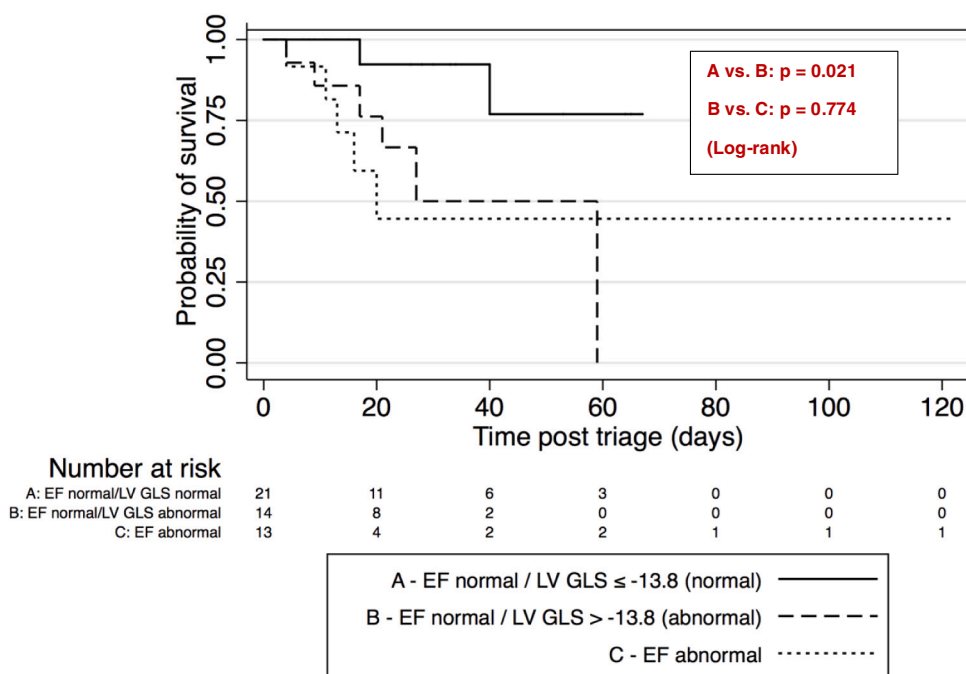 1.00
0.75
0.50
0.25
0.00
Probability of survival
A vs. B: p = 0.021
B vs. C: p = 0.774
(Log-rank)
0 20 40 60 80 100 120
Time post triage (days)
Number at risk
A: EF normal/LV GLS normal 21 11 6 3 0 0 0
B: EF normal/LV GLS abnormal 14 8 2 0 0 0 0
C: EF abnormal 13 4 2 2 1 1 1
A - EF normal / LV GLS ≤ -13.8 (normal)
B - EF normal / LV GLS > -13.8 (abnormal)
C - EF abnormal